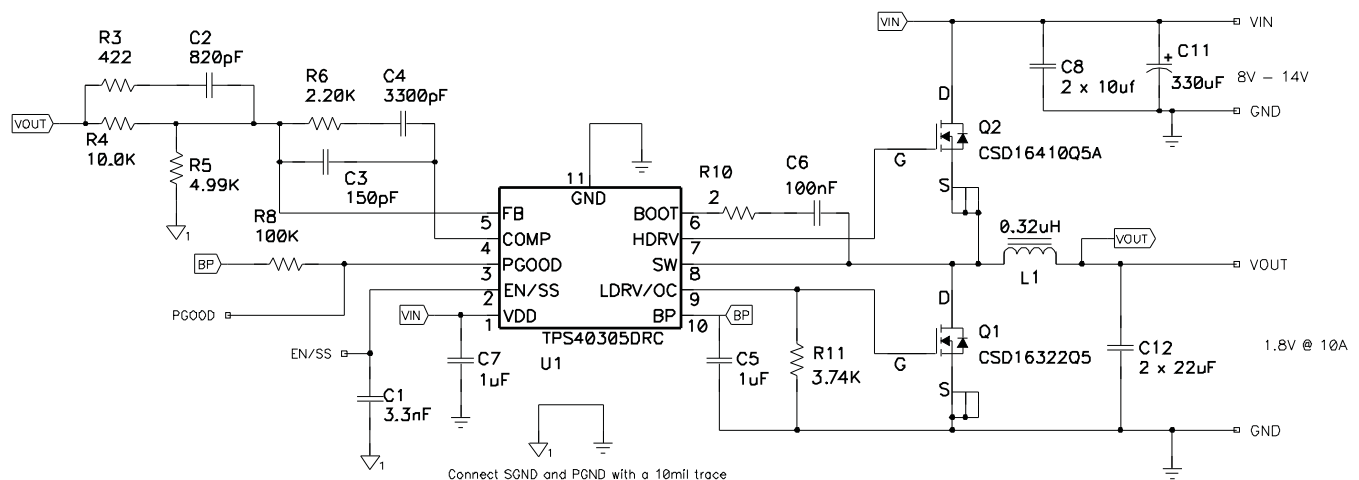 VIN
VIN
R3
422
C2
820pF
R6
2.20K
C4
3300pF
C8
2 x 10uf
C11
+
330uF
8V – 14V
GND
VOUT
R4
10.0K
R5
4.99K
C3
150pF
1
D
G
S
Q2
CSD16410Q5A
R10
2
C6
100nF
11
GND
5
FB
BOOT
6
4
COMP
HDRV
7
3
PGOOD
SW
8
2
EN/SS
LDRV/OC
9
1
VDD
BP
10
TPS40305DRC
U1
R8
100K
BP
PGOOD
VIN
BP
0.32uH
L1
VOUT
VOUT
EN/SS
C1
3.3nF
1
C7
1uF
C5
1uF
R11
3.74K
D
G
S
Q1
CSD16322Q5
C12
2 x 22uF
1.8V @ 10A
GND
1
Connect SGND and PGND with a 10mil trace